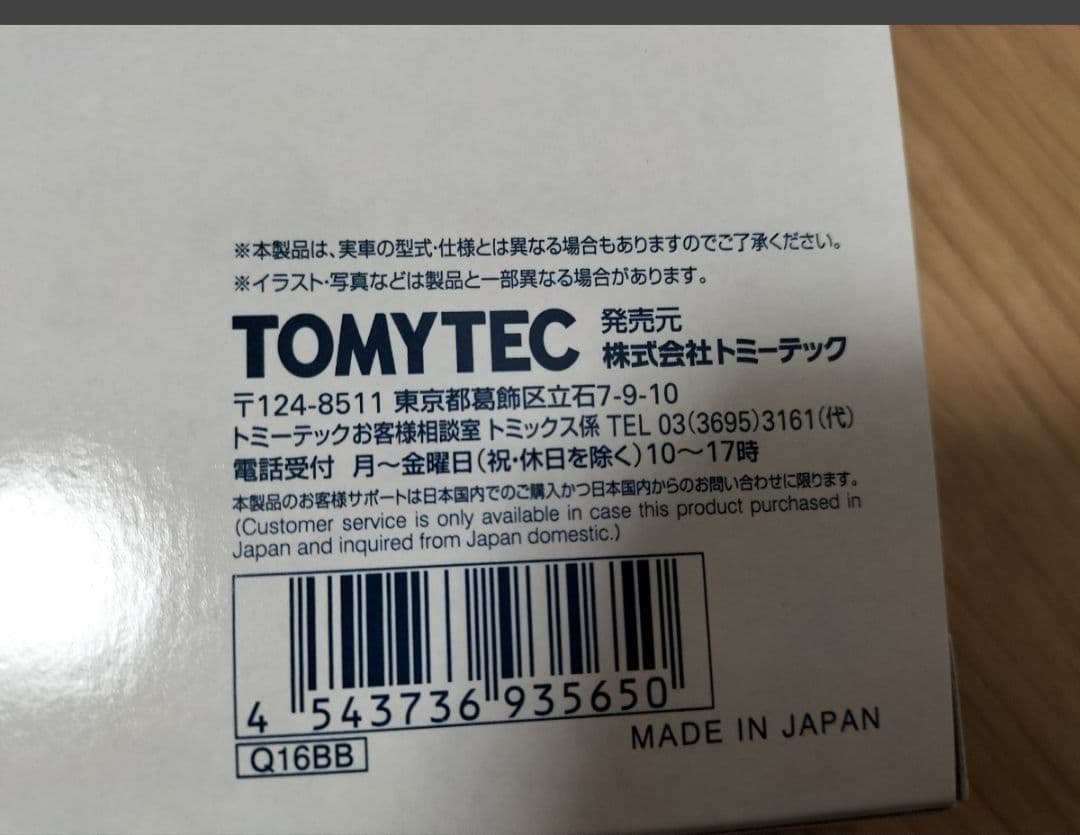 ※本製品は、実車の型式・仕様とは異なる場合もありますのでご了承ください。
※イラスト・写真などは製品と一部異なる場合があります。
TOMYTEC 発売元
株式会社トミーテック
〒124-8511 東京都葛飾区立石7-9-10
トミーテックお客様相談室 トミックス係 TEL 03(3695)3161(代)
電話受付 月〜金曜日(祝・休日を除く)10〜17時
本製品のお客様サポートは日本国内でのご購入かつ日本国内からのお問い合わせに限ります。
(Customer service is only available in case this product purchased in
Japan and inquired from Japan domestic.)
4 543736 935650
MADE IN JAPAN
Q16BB